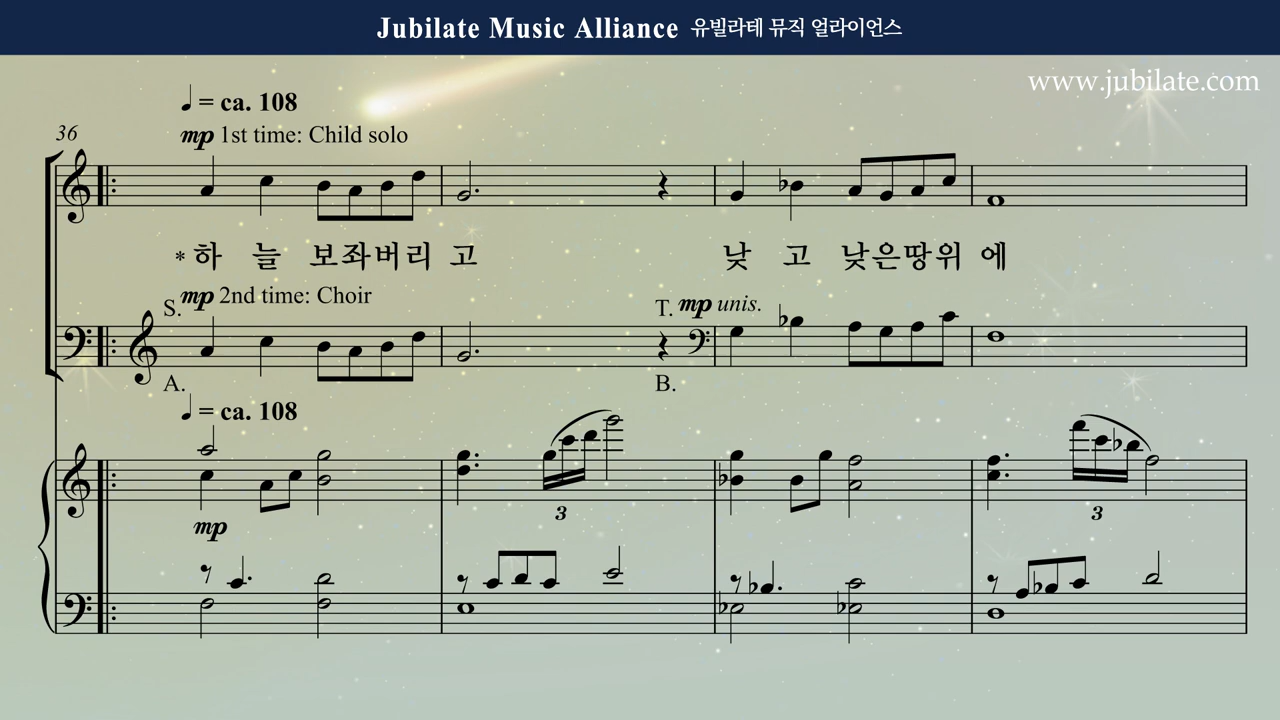 Jubilate Music Alliance 유빌라테 뮤직 얼라이언스
www.jubilate.com
♩ = ca. 108
36
mp 1st time: Child solo
* 하 늘 보좌버리 고 낮 고 낮은땅위 에
mp 2nd time: Choir
S. T. mp unis.
A. B.
♩ = ca. 108
3 3
mp